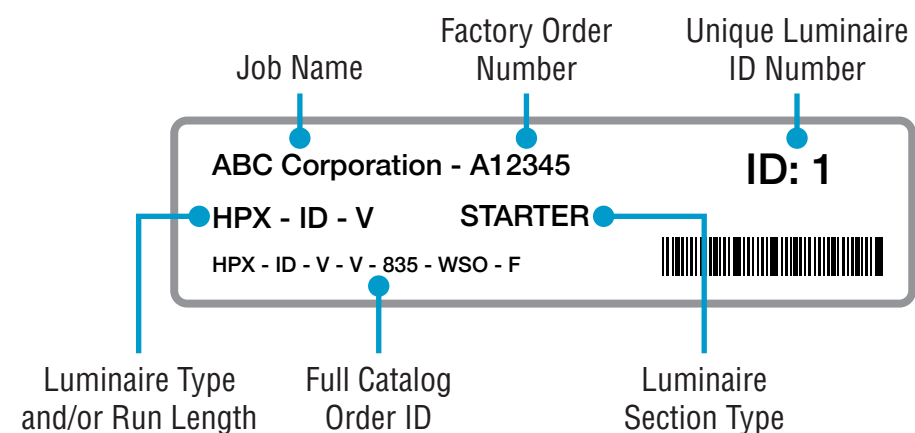 Factory Order
Number
Unique Luminaire
ID Number
Job Name
ABC Corporation - A12345
ID: 1
HPX - ID - V
STARTER
HPX - ID - V - V - 835 - WSO - F
Luminaire Type
and/or Run Length
Full Catalog
Order ID
Luminaire
Section Type